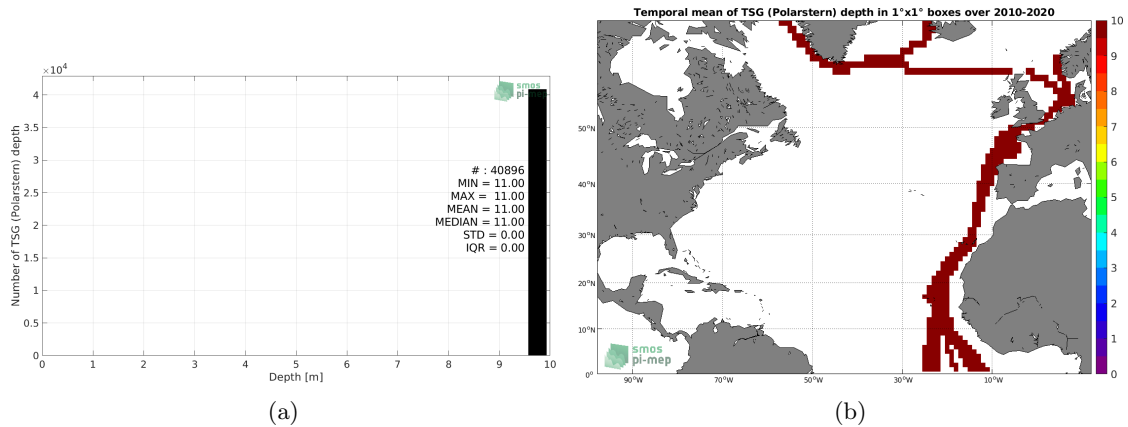 ×10⁴
4
3.5
3
2.5
2
1.5
1
0.5
0
Number of TSG (Polarstern) depth
smos
pi-mep
# : 40896
MIN = 11.00
MAX = 11.00
MEAN = 11.00
MEDIAN = 11.00
STD = 0.00
IQR = 0.00
0 1 2 3 4 5 6 7 8 9 10
Depth [m]
(a)
Temporal mean of TSG (Polarstern) depth in 1°x1° boxes over 2010-2020
50°N
40°N
30°N
20°N
10°N
0°
90°W 70°W 50°W 30°W 10°W
smos
pi-mep
10
9
8
7
6
5
4
3
2
1
0
(b)